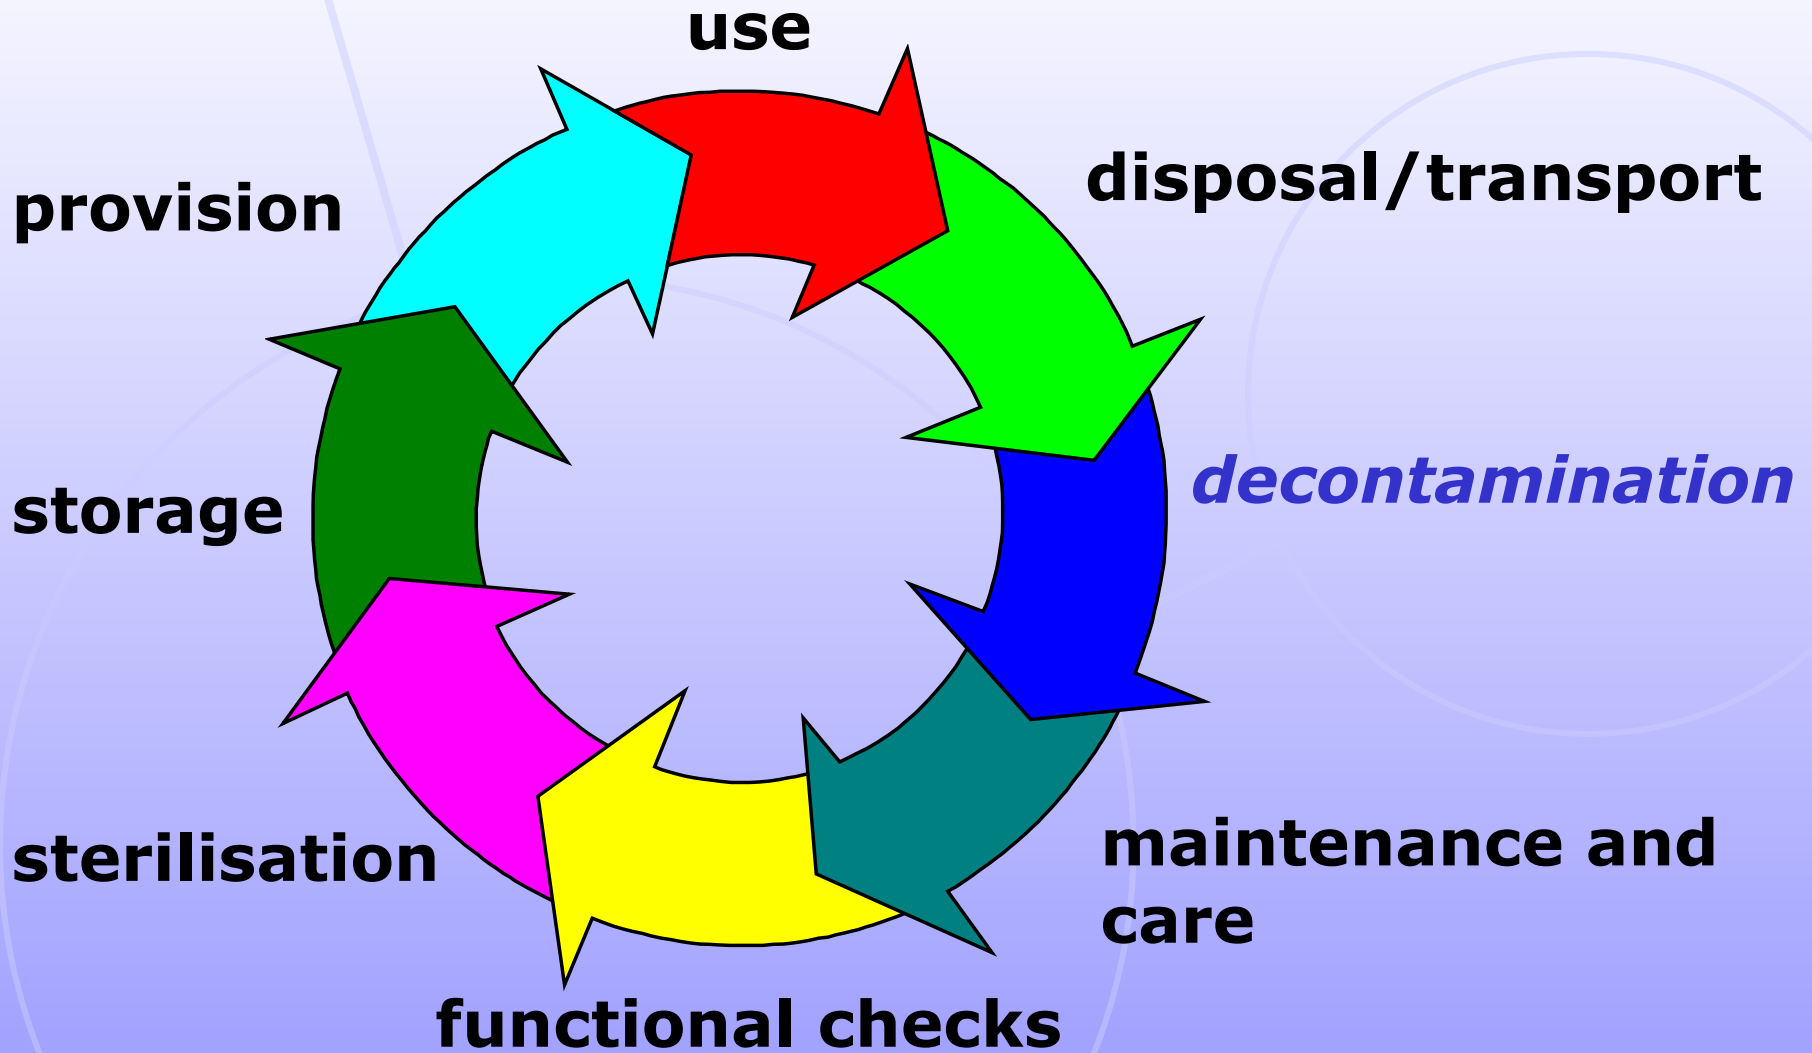 use
disposal/transport
provision
decontamination
storage
maintenance and
care
sterilisation
functional checks